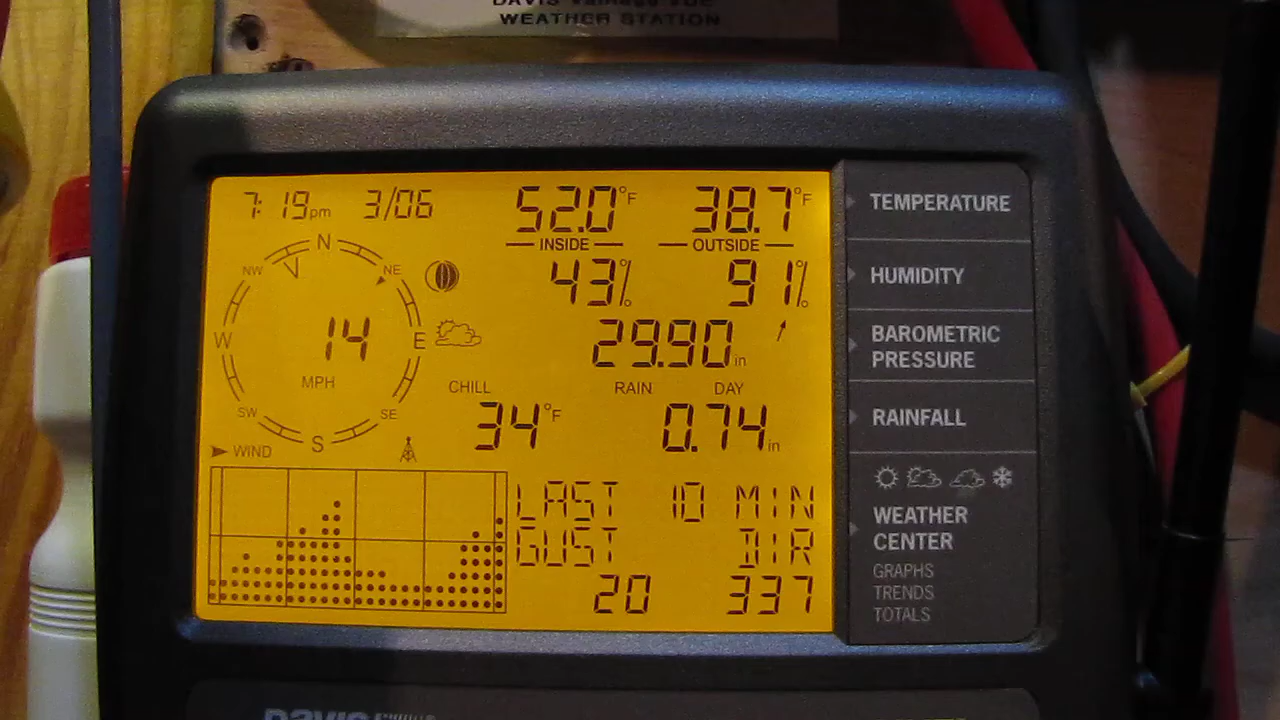 WEATHER STATION
7:19pm 3/06 52.0°F 38.7°F
INSIDE OUTSIDE
TEMPERATURE
N
NW NE
43% 91%
HUMIDITY
W 14 E
29.90in
BAROMETRIC
PRESSURE
MPH
CHILL RAIN DAY
SW SE
34°F 0.74in
RAINFALL
S
WIND
LAST 10 MIN
GUST DIR
20 337
WEATHER
CENTER
GRAPHS
TRENDS
TOTALS
DAVIS